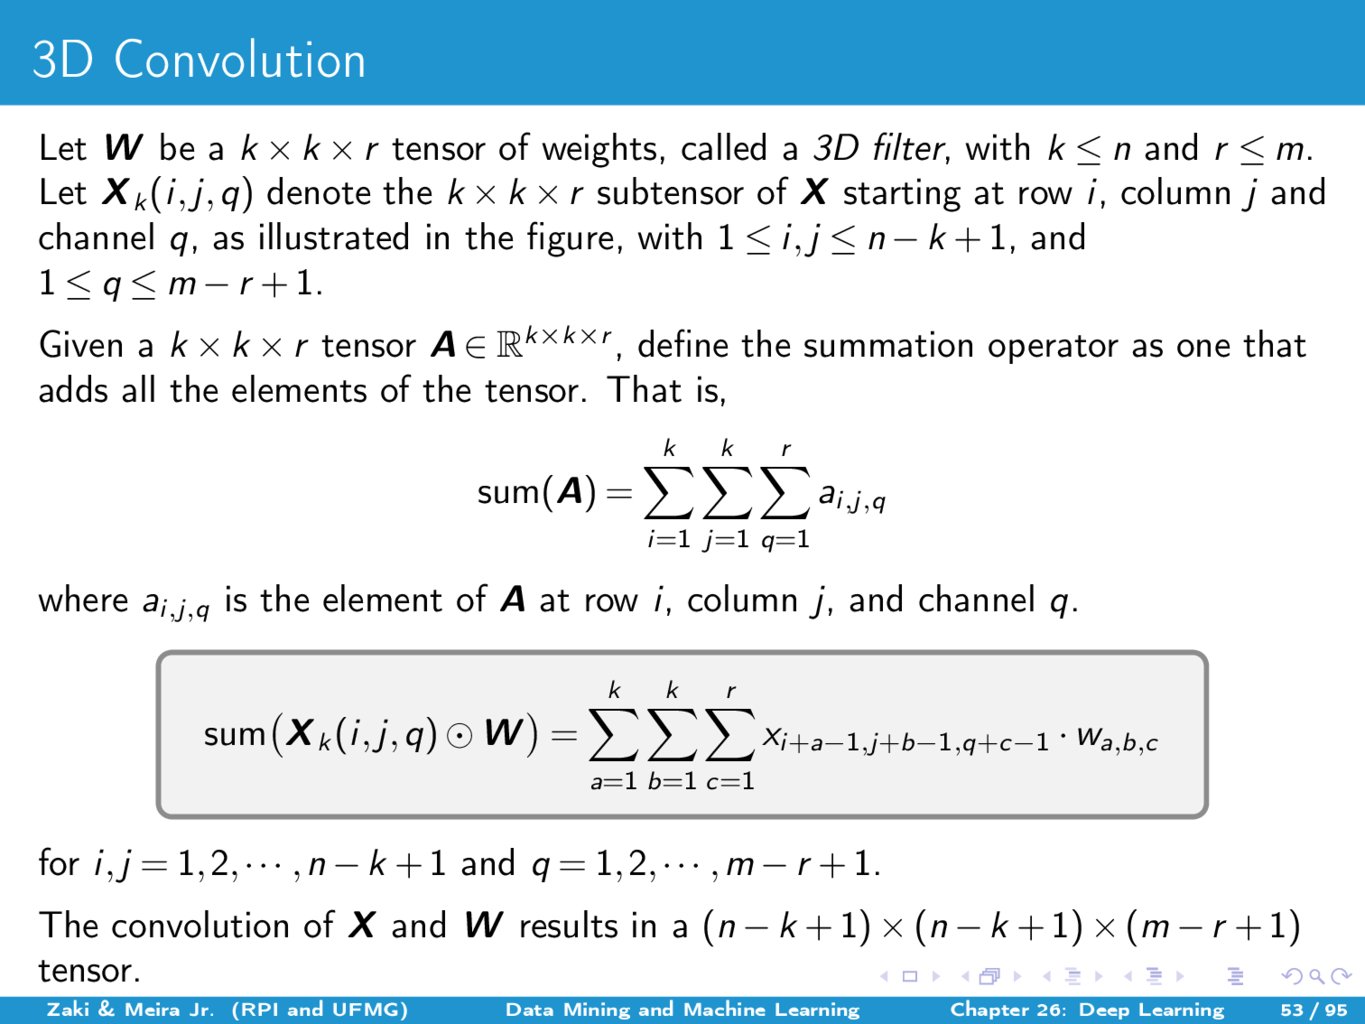 3D Convolution
Let W be a k × k × r tensor of weights, called a 3D filter, with k ≤ n and r ≤ m.
Let X_k(i,j,q) denote the k × k × r subtensor of X starting at row i, column j and
channel q, as illustrated in the figure, with 1 ≤ i,j ≤ n − k + 1, and
1 ≤ q ≤ m − r + 1.
Given a k × k × r tensor A ∈ ℝ^{k×k×r}, define the summation operator as one that
adds all the elements of the tensor. That is,
sum(A) = ∑_{i=1}^{k} ∑_{j=1}^{k} ∑_{q=1}^{r} a_{i,j,q}
where a_{i,j,q} is the element of A at row i, column j, and channel q.
sum(X_k(i,j,q) ⊙ W) = ∑_{a=1}^{k} ∑_{b=1}^{k} ∑_{c=1}^{r} x_{i+a−1,j+b−1,q+c−1} · w_{a,b,c}
for i,j = 1,2,⋯,n − k + 1 and q = 1,2,⋯,m − r + 1.
The convolution of X and W results in a (n − k + 1) × (n − k + 1) × (m − r + 1)
tensor.
Zaki & Meira Jr. (RPI and UFMG) Data Mining and Machine Learning Chapter 26: Deep Learning 53 / 95